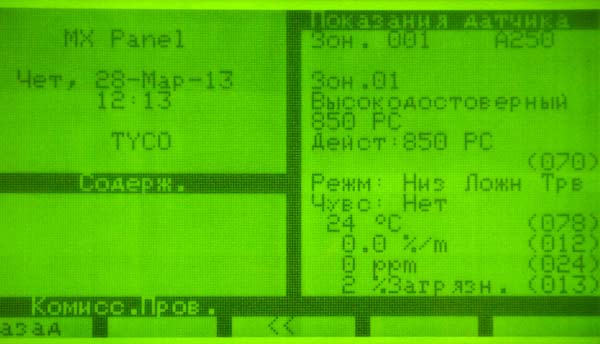 MX Panel
Чет, 28-Мар-13
12:13
TYCO
Содерж.
Показания датчика
Зон. 001 A250
Зон.01
Высокодостоверный
850 PC
Дейст:850 PC
(070)
Режм: Низ Ложн Трв
Чувс: Нет
24 °C (078)
0.0 %/m (012)
0 ppm (024)
2 %Загрязн. (013)
Комисс.Пров.
азад <<